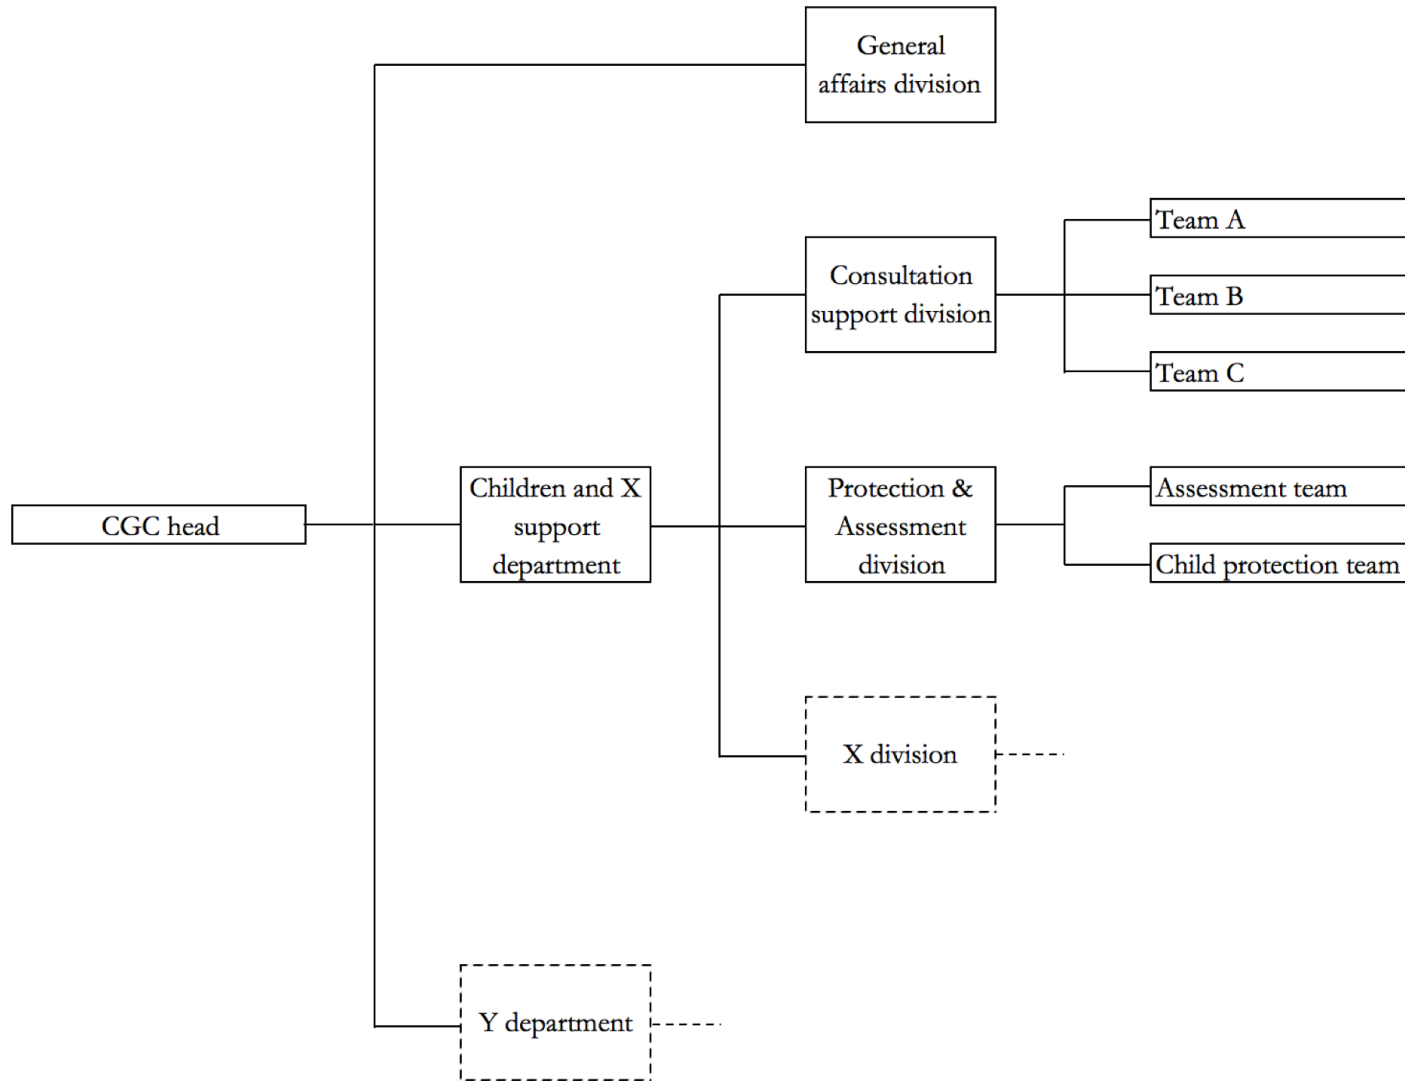 General
affairs division
Consultation
support division
Team A
Team B
Team C
CGC head
Children and X
support
department
Protection &
Assessment
division
Assessment team
Child protection team
X division
Y department